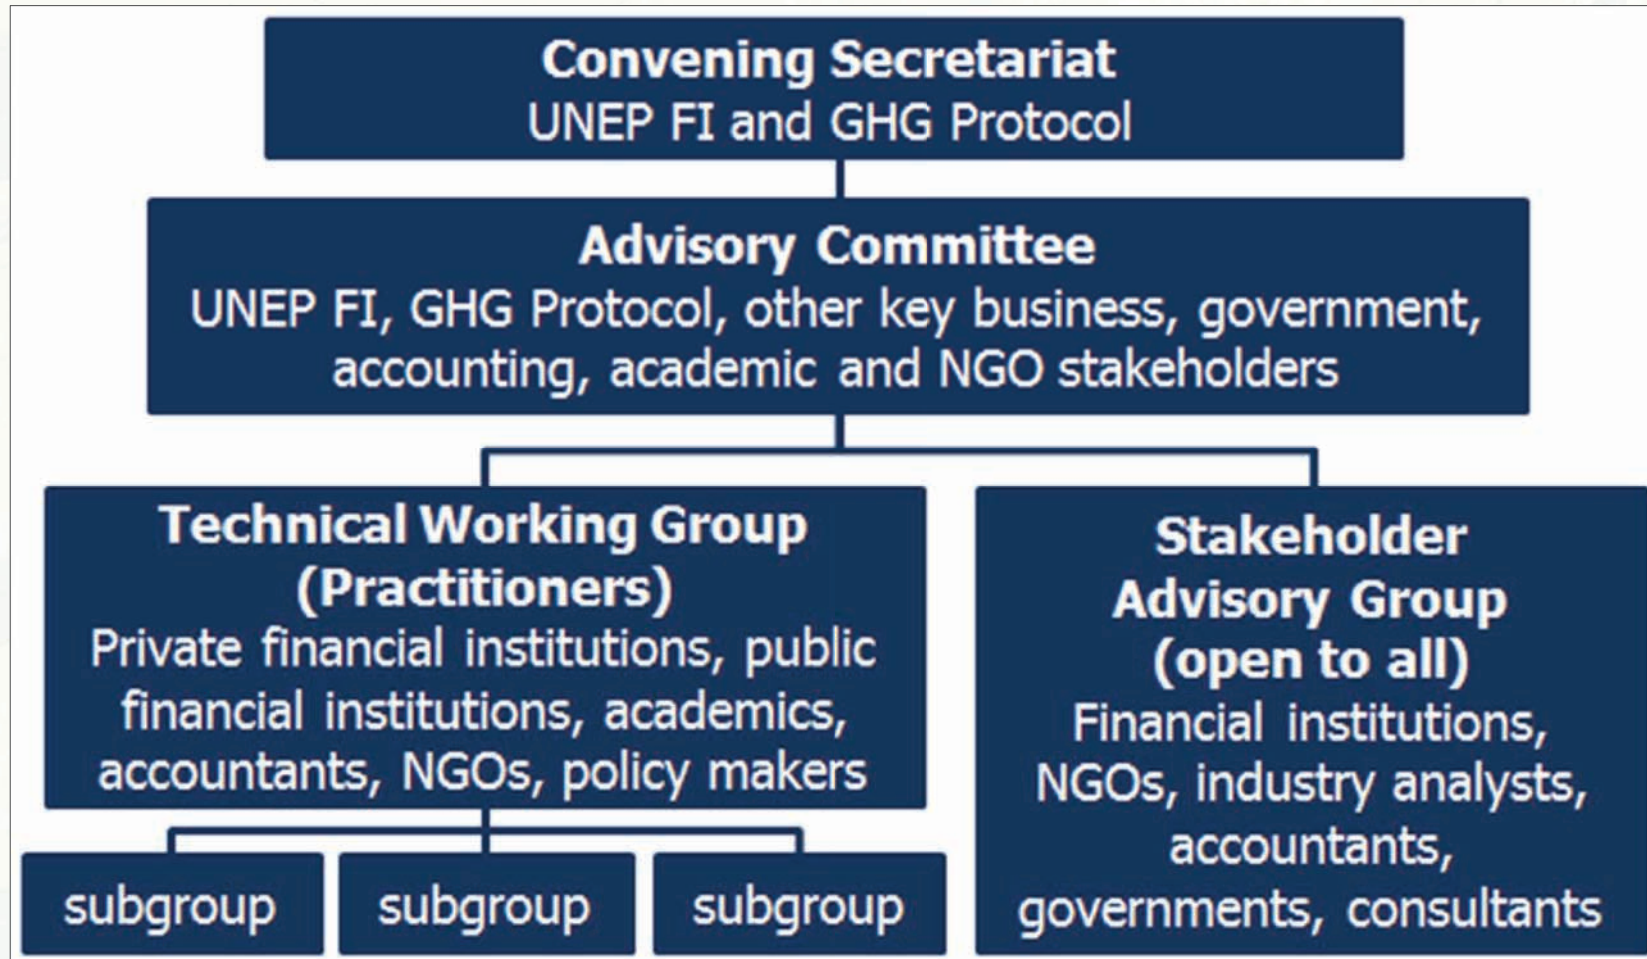 Convening Secretariat
UNEP FI and GHG Protocol
Advisory Committee
UNEP FI, GHG Protocol, other key business, government,
accounting, academic and NGO stakeholders
Technical Working Group
(Practitioners)
Private financial institutions, public
financial institutions, academics,
accountants, NGOs, policy makers
subgroup
subgroup
subgroup
Stakeholder
Advisory Group
(open to all)
Financial institutions,
NGOs, industry analysts,
accountants,
governments, consultants